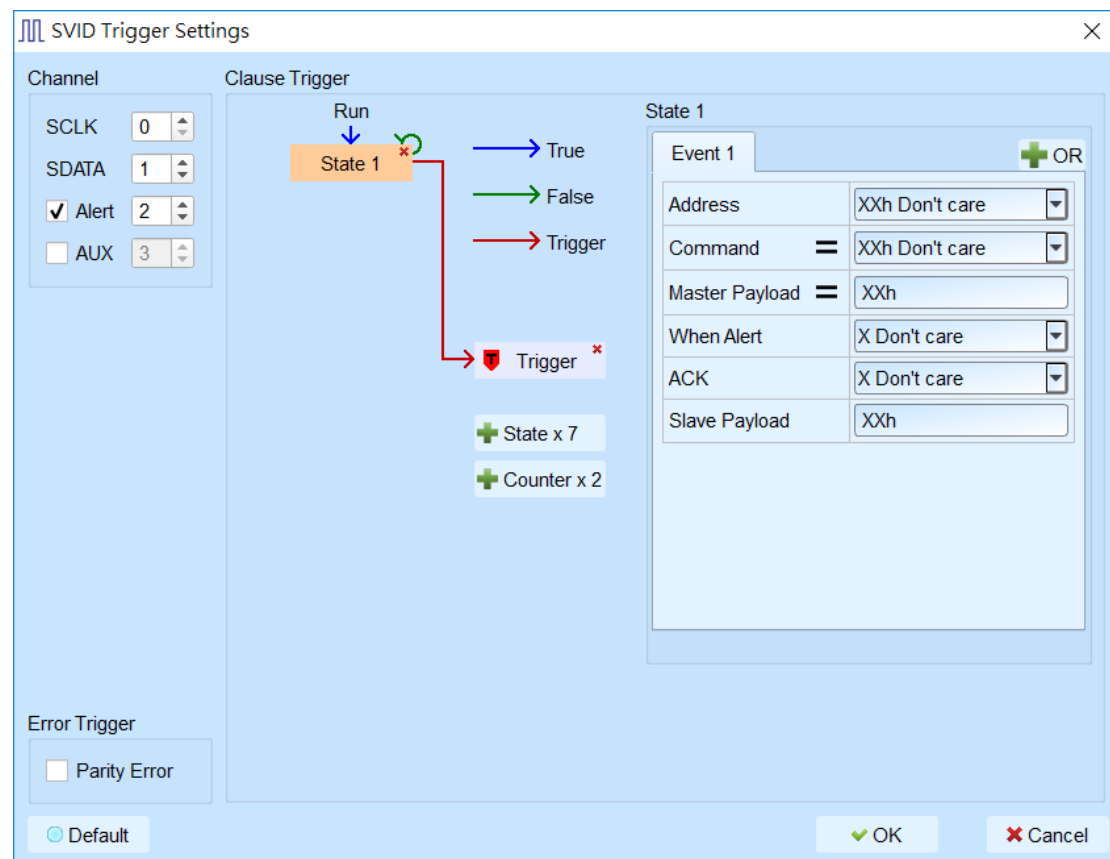 SVID Trigger Settings
Channel
SCLK 0
SDATA 1
Alert 2
AUX 3
Clause Trigger
Run
State 1
True
False
Trigger
T Trigger
State x 7
Counter x 2
State 1
Event 1
OR
Address XXh Don't care
Command = XXh Don't care
Master Payload = XXh
When Alert X Don't care
ACK X Don't care
Slave Payload XXh
Error Trigger
Parity Error
Default
OK
Cancel